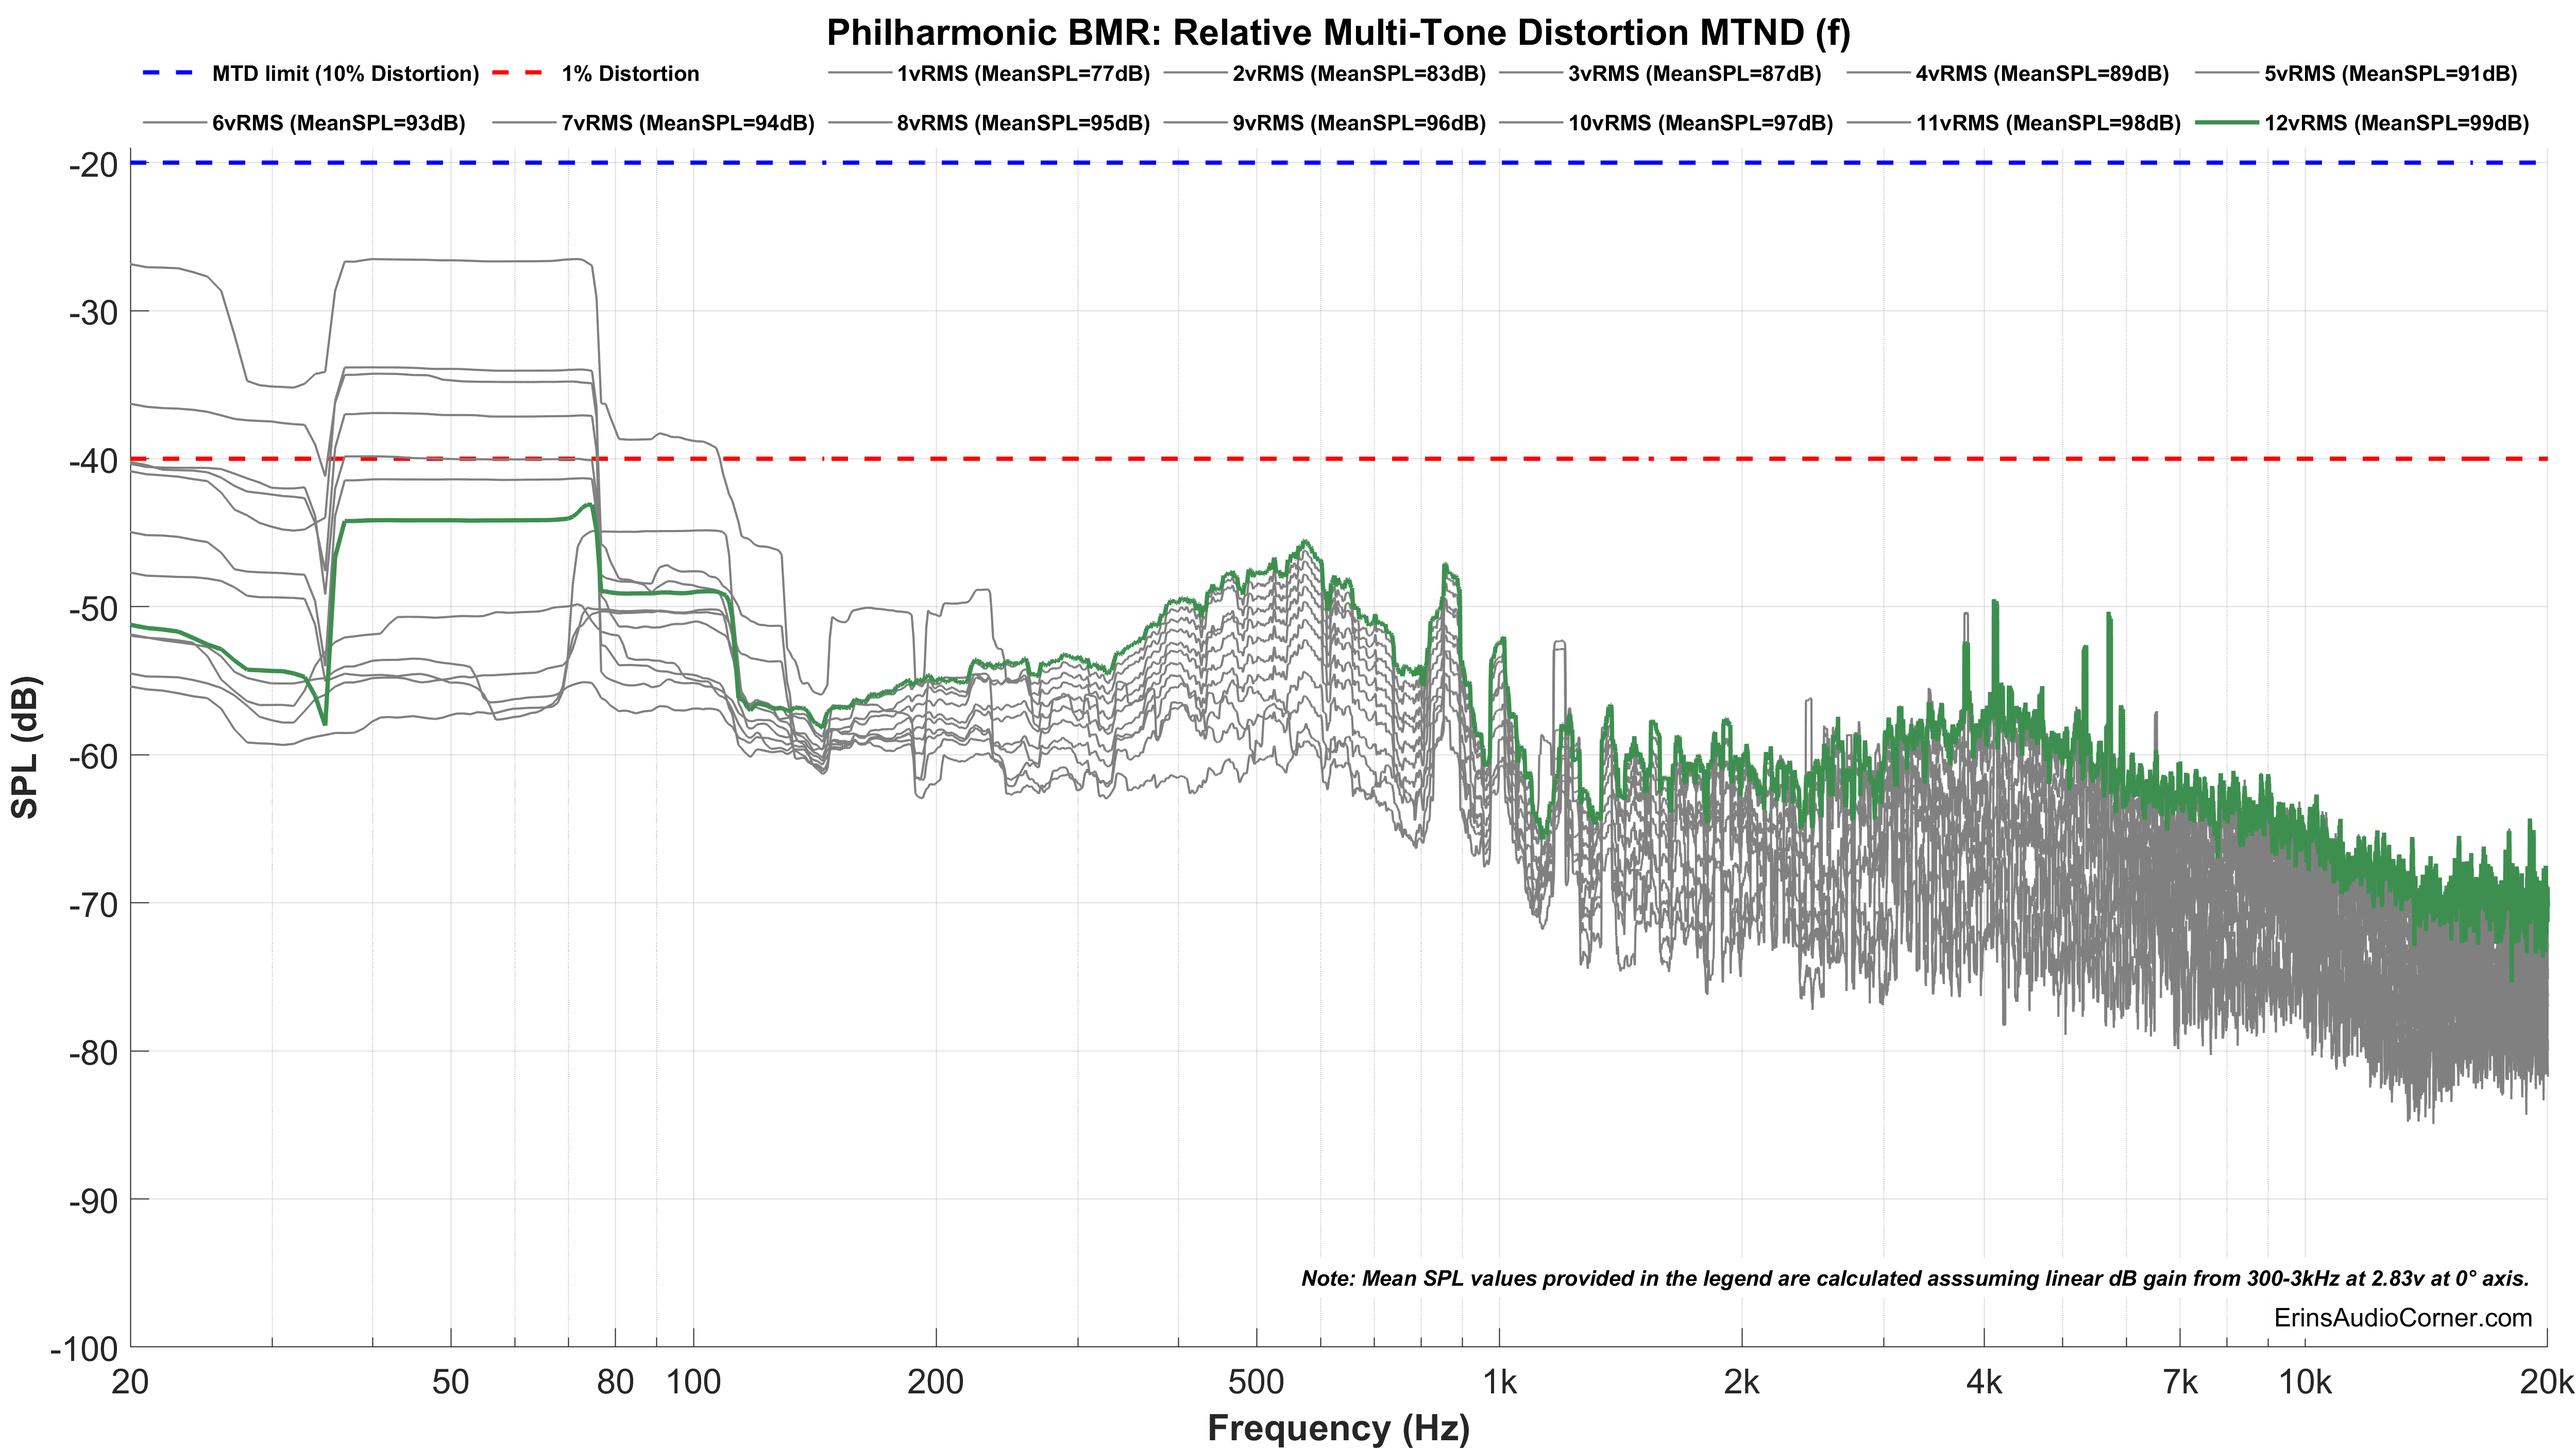 Philharmonic BMR: Relative Multi-Tone Distortion MTND (f)
MTD limit (10% Distortion) 1% Distortion 1vRMS (MeanSPL=77dB) 2vRMS (MeanSPL=83dB) 3vRMS (MeanSPL=87dB) 4vRMS (MeanSPL=89dB) 5vRMS (MeanSPL=91dB)
6vRMS (MeanSPL=93dB) 7vRMS (MeanSPL=94dB) 8vRMS (MeanSPL=95dB) 9vRMS (MeanSPL=96dB) 10vRMS (MeanSPL=97dB) 11vRMS (MeanSPL=98dB) 12vRMS (MeanSPL=99dB)
-20
-30
-40
-50
-60
-70
-80
-90
-100
SPL (dB)
Note: Mean SPL values provided in the legend are calculated asssuming linear dB gain from 300-3kHz at 2.83v at 0° axis.
ErinsAudioCorner.com
20 50 80 100 200 500 1k 2k 4k 7k 10k 20k
Frequency (Hz)